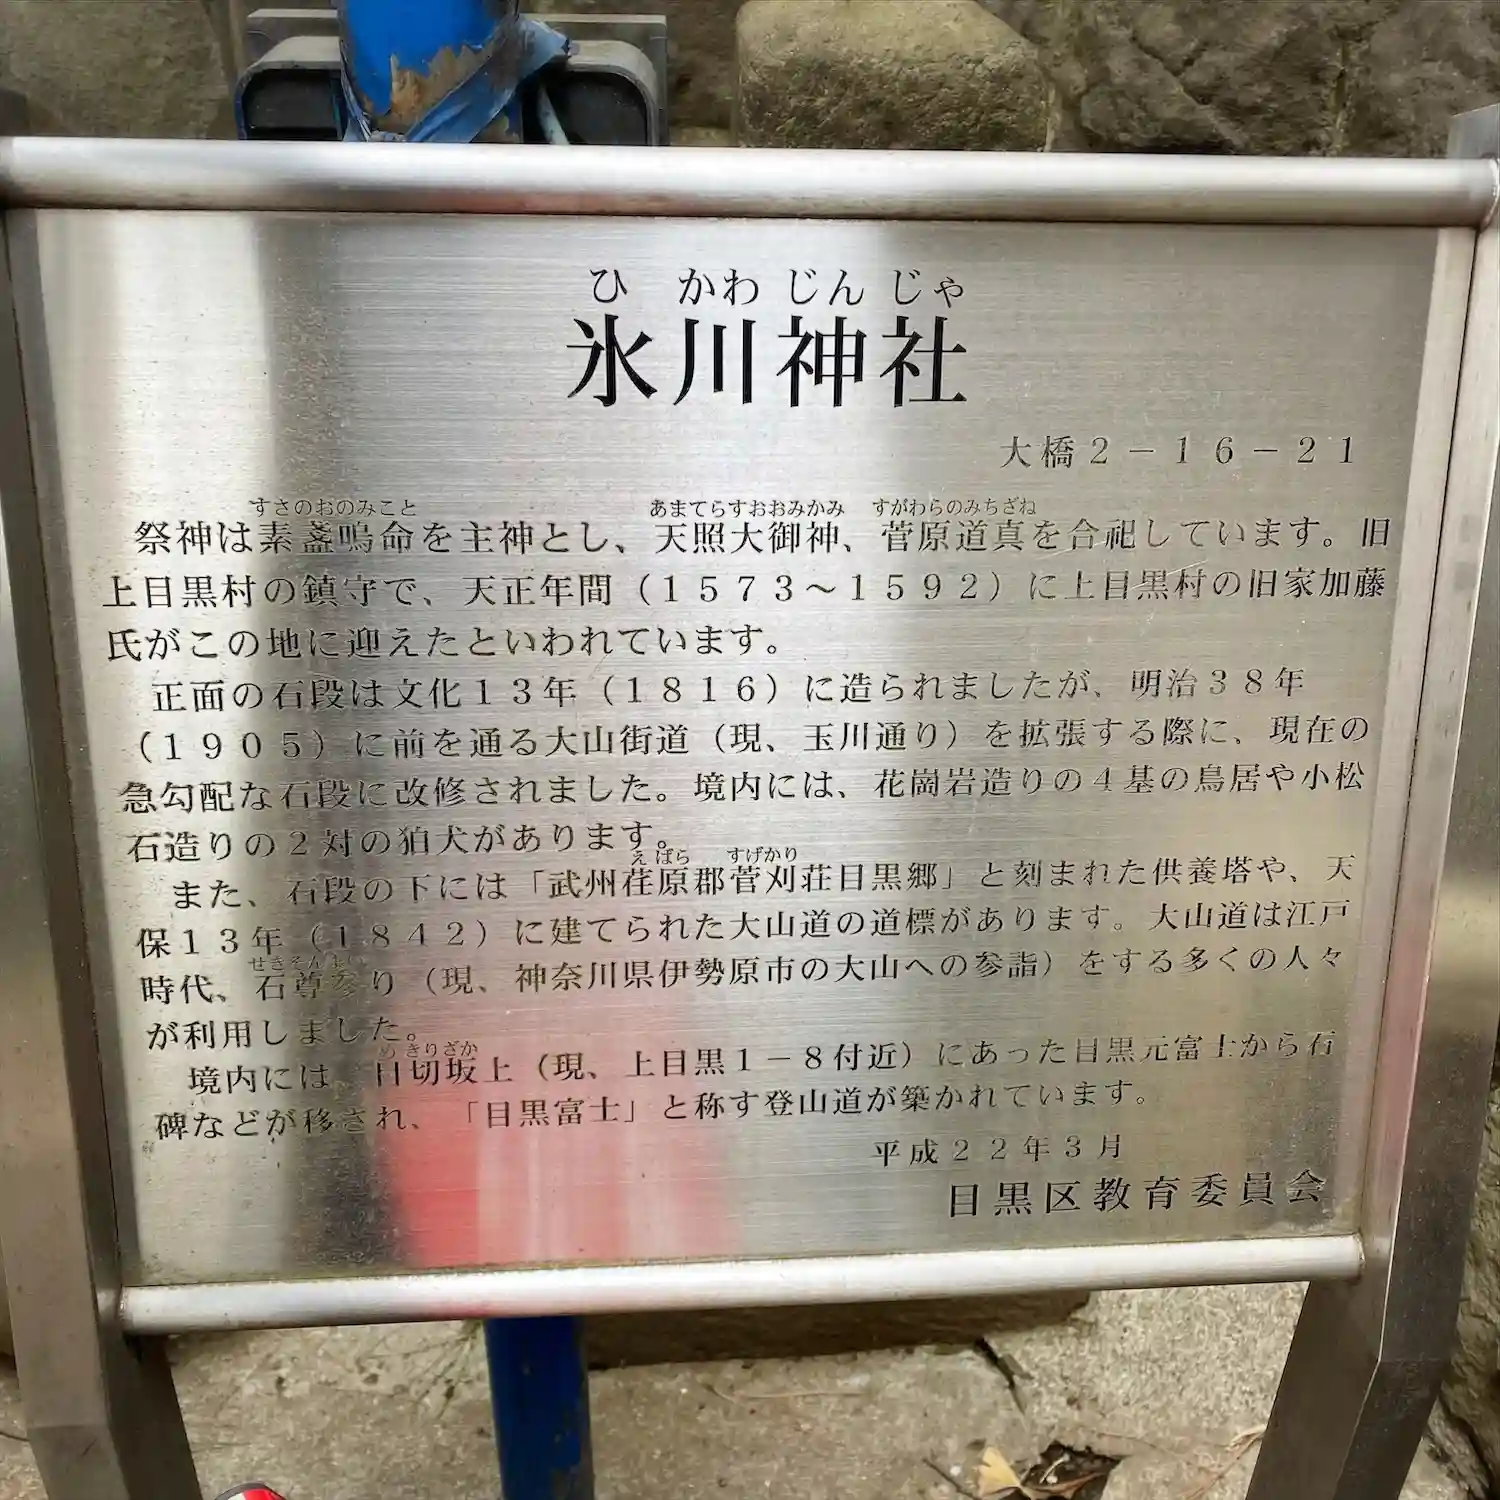 ひかわじんじゃ
氷川神社
大橋2-16-21
すさのおのみこと あまてらすおおみかみ すがわらのみちざね
祭神は素盞嗚命を主神とし、天照大御神、菅原道真を合祀しています。旧
上目黒村の鎮守で、天正年間（1573～1592）に上目黒村の旧家加藤
氏がこの地に迎えたといわれています。
正面の石段は文化13年（1816）に造られましたが、明治38年
（1905）に前を通る大山街道（現、玉川通り）を拡張する際に、現在の
急勾配な石段に改修されました。境内には、花崗岩造りの4基の鳥居や小松
石造りの2対の狛犬があります。
えばら すげかり
また、石段の下には「武州荏原郡菅刈荘目黒郷」と刻まれた供養塔や、天
保13年（1842）に建てられた大山道の道標があります。大山道は江戸
せきそんまい
時代、石尊参り（現、神奈川県伊勢原市の大山への参詣）をする多くの人々
が利用しました。
めきりざか
境内には、目切坂上（現、上目黒1-8付近）にあった目黒元富士から石
碑などが移され、「目黒富士」と称す登山道が築かれています。
平成22年3月
目黒区教育委員会